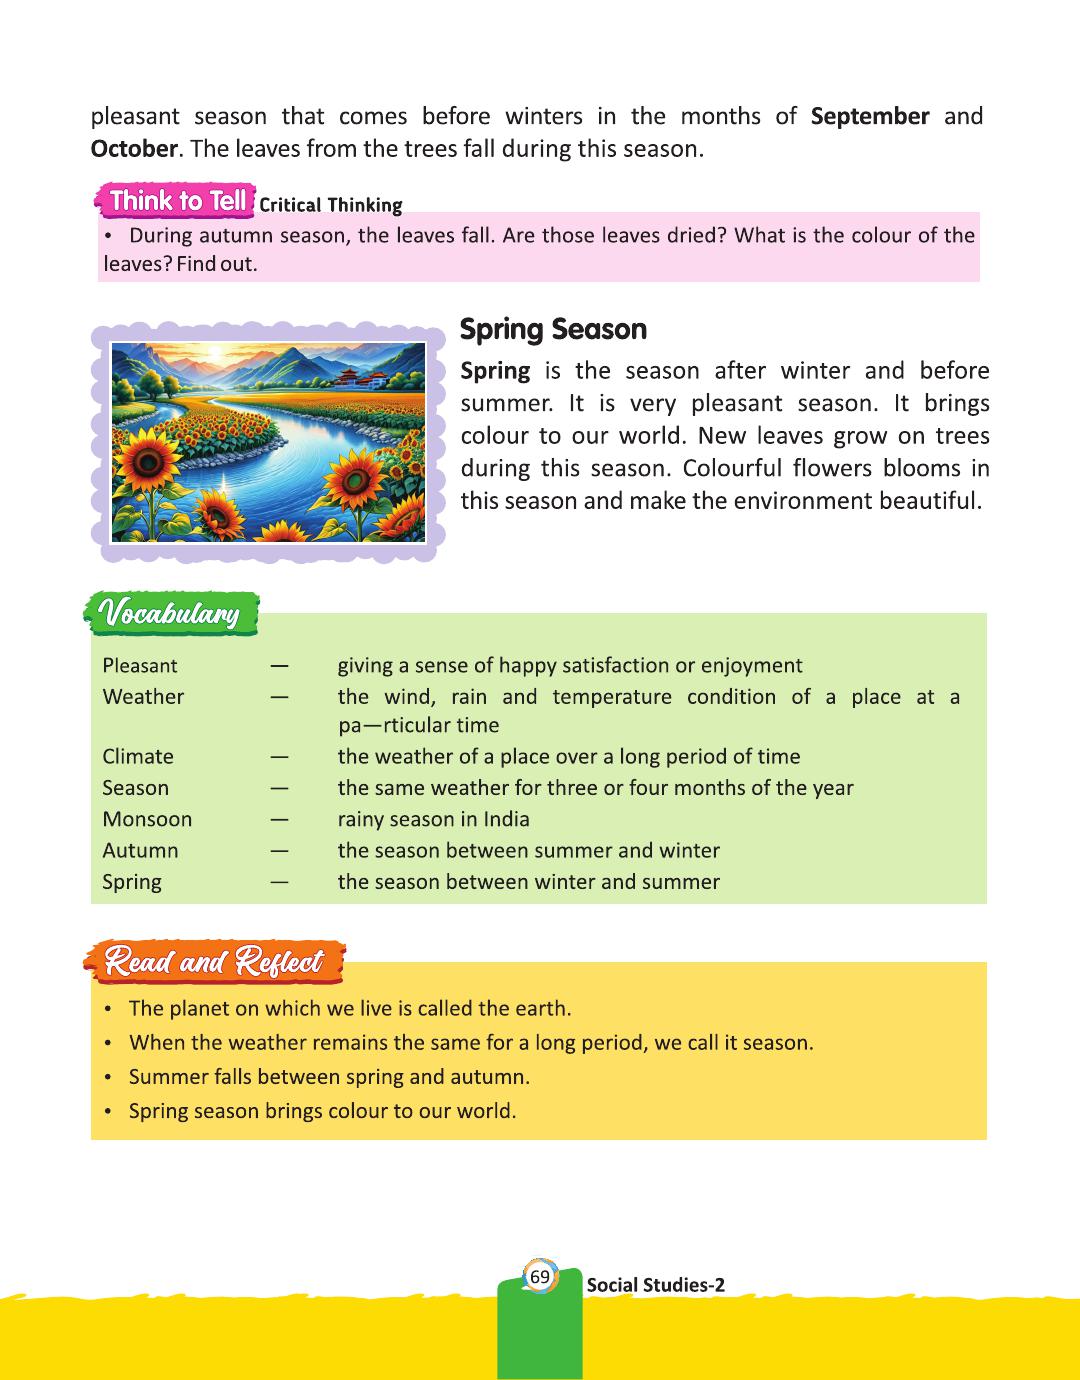 pleasant season that comes before winters in the months of September and
October. The leaves from the trees fall during this season.
Think to Tell Critical Thinking
• During autumn season, the leaves fall. Are those leaves dried? What is the colour of the
leaves? Find out.
Spring Season
Spring is the season after winter and before
summer. It is very pleasant season. It brings
colour to our world. New leaves grow on trees
during this season. Colourful flowers blooms in
this season and make the environment beautiful.
Vocabulary
Pleasant — giving a sense of happy satisfaction or enjoyment
Weather — the wind, rain and temperature condition of a place at a
pa—rticular time
Climate — the weather of a place over a long period of time
Season — the same weather for three or four months of the year
Monsoon — rainy season in India
Autumn — the season between summer and winter
Spring — the season between winter and summer
Read and Reflect
• The planet on which we live is called the earth.
• When the weather remains the same for a long period, we call it season.
• Summer falls between spring and autumn.
• Spring season brings colour to our world.
69 Social Studies-2